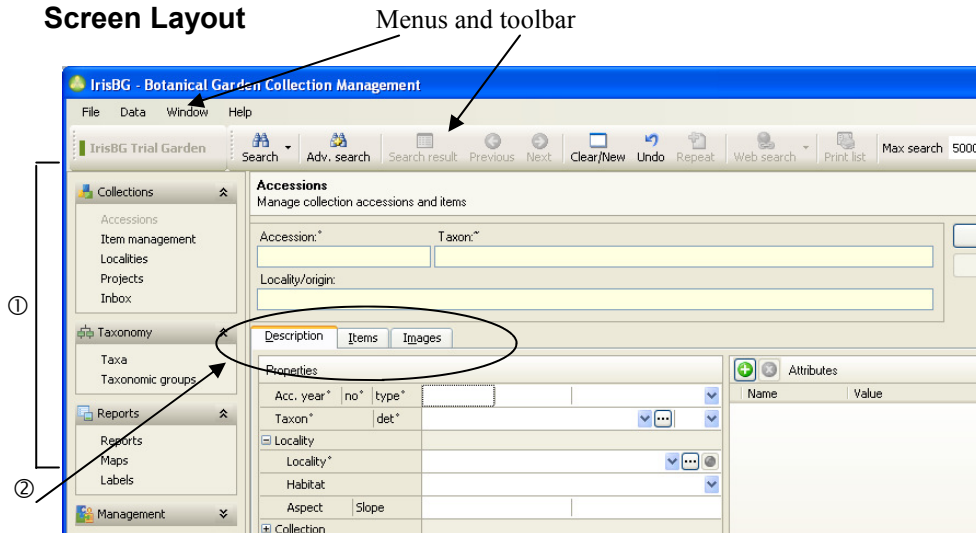 Screen Layout
Menus and toolbar
IrisBG - Botanical Garden Collection Management
File Data Window Help
IrisBG Trial Garden
Search Adv. search Search result Previous Next Clear/New Undo Repeat Web search Print list Max search 5000
①
②
Collections
Accessions
Item management
Localities
Projects
Inbox
Taxonomy
Taxa
Taxonomic groups
Reports
Reports
Maps
Labels
Management
Accessions
Manage collection accessions and items
Accession:* Taxon:~
Locality/origin:
Description Items Images
Properties
Acc. year* no* type*
Taxon* det*
Locality
Locality*
Habitat
Aspect Slope
Collection
Attributes
Name Value